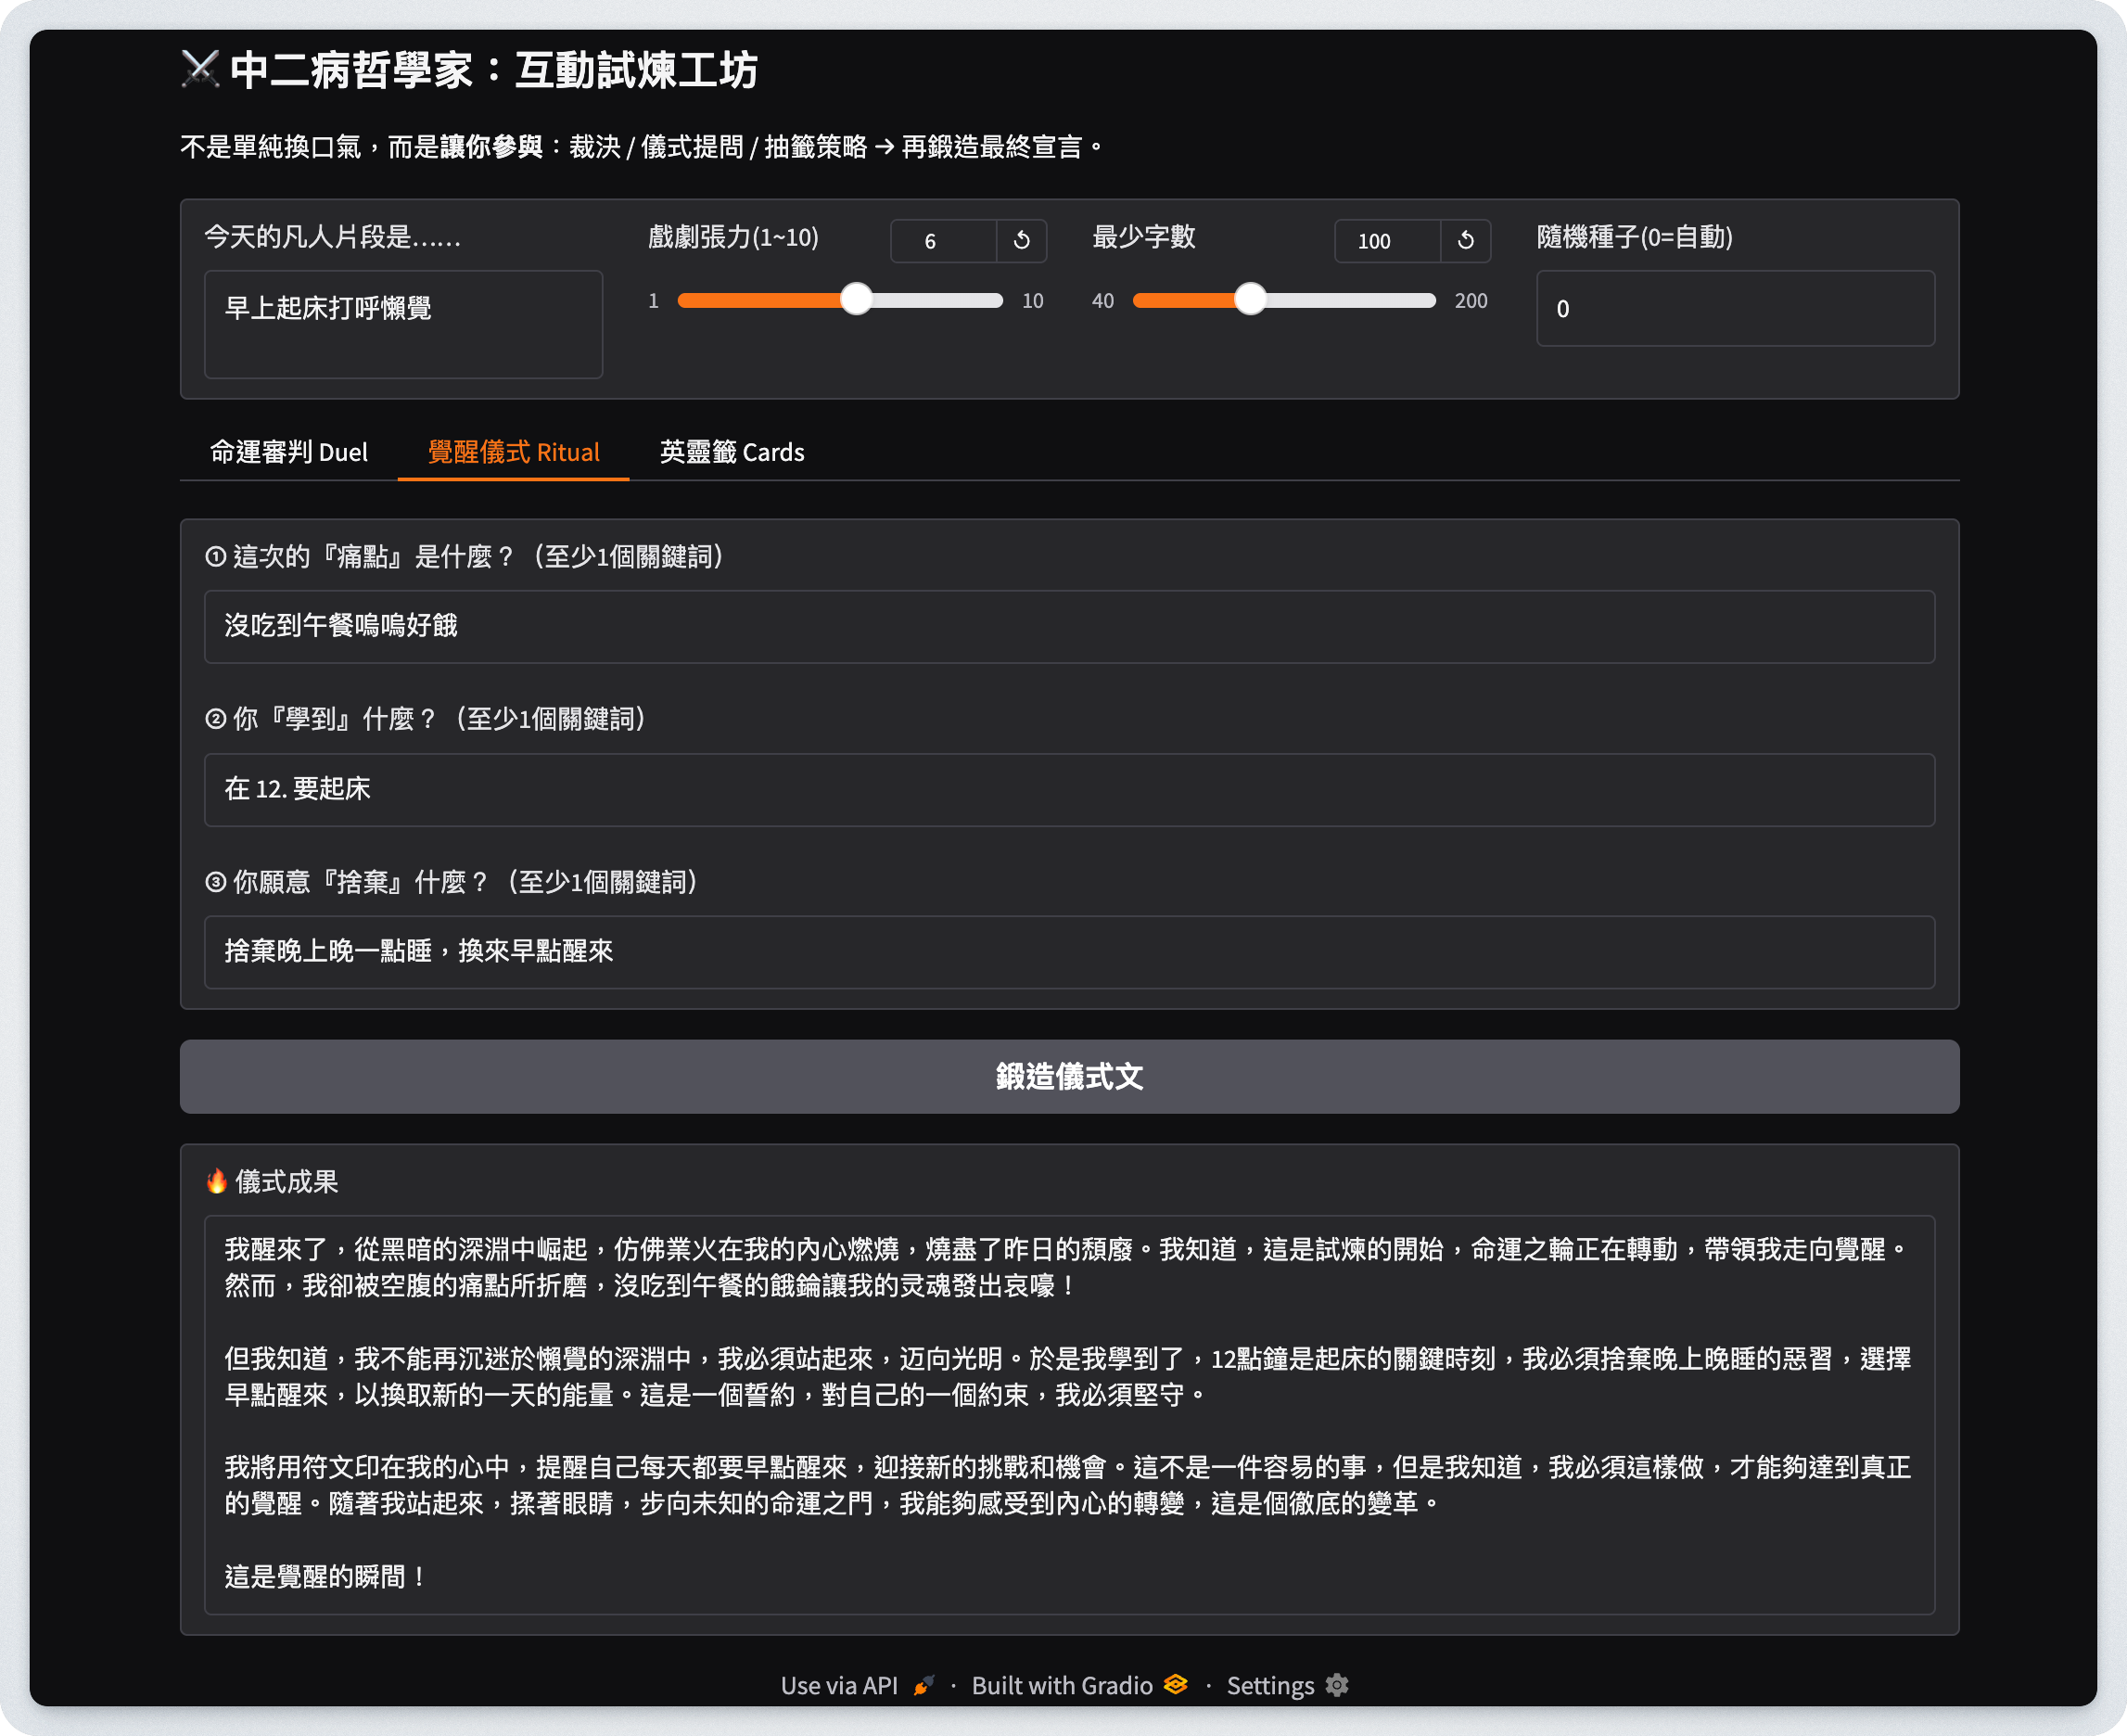 ⚔️ 中二病哲學家：互動試煉工坊
不是單純換口氣，而是讓你參與：裁決 / 儀式提問 / 抽籤策略 → 再鍛造最終宣言。
今天的凡人片段是……
早上起床打呼懶覺
戲劇張力(1~10)
6
1
10
最少字數
100
40
200
隨機種子(0=自動)
0
命運審判 Duel
覺醒儀式 Ritual
英靈籤 Cards
① 這次的『痛點』是什麼？（至少1個關鍵詞）
沒吃到午餐嗚嗚好餓
② 你『學到』什麼？（至少1個關鍵詞）
在 12. 要起床
③ 你願意『捨棄』什麼？（至少1個關鍵詞）
捨棄晚上晚一點睡，換來早點醒來
鍛造儀式文
🔥 儀式成果
我醒來了，從黑暗的深淵中崛起，仿佛業火在我的內心燃燒，燒盡了昨日的頹廢。我知道，這是試煉的開始，命運之輪正在轉動，帶領我走向覺醒。
然而，我卻被空腹的痛點所折磨，沒吃到午餐的餓錀讓我的灵魂發出哀嚎！
但我知道，我不能再沉迷於懶覺的深淵中，我必須站起來，迈向光明。於是我學到了，12點鐘是起床的關鍵時刻，我必須捨棄晚上晚睡的惡習，選擇
早點醒來，以換取新的一天的能量。這是一個誓約，對自己的一個約束，我必須堅守。
我將用符文印在我的心中，提醒自己每天都要早點醒來，迎接新的挑戰和機會。這不是一件容易的事，但是我知道，我必須這樣做，才能夠達到真正
的覺醒。隨著我站起來，揉著眼睛，步向未知的命運之門，我能夠感受到內心的轉變，這是個徹底的變革。
這是覺醒的瞬間！
Use via API · Built with Gradio · Settings